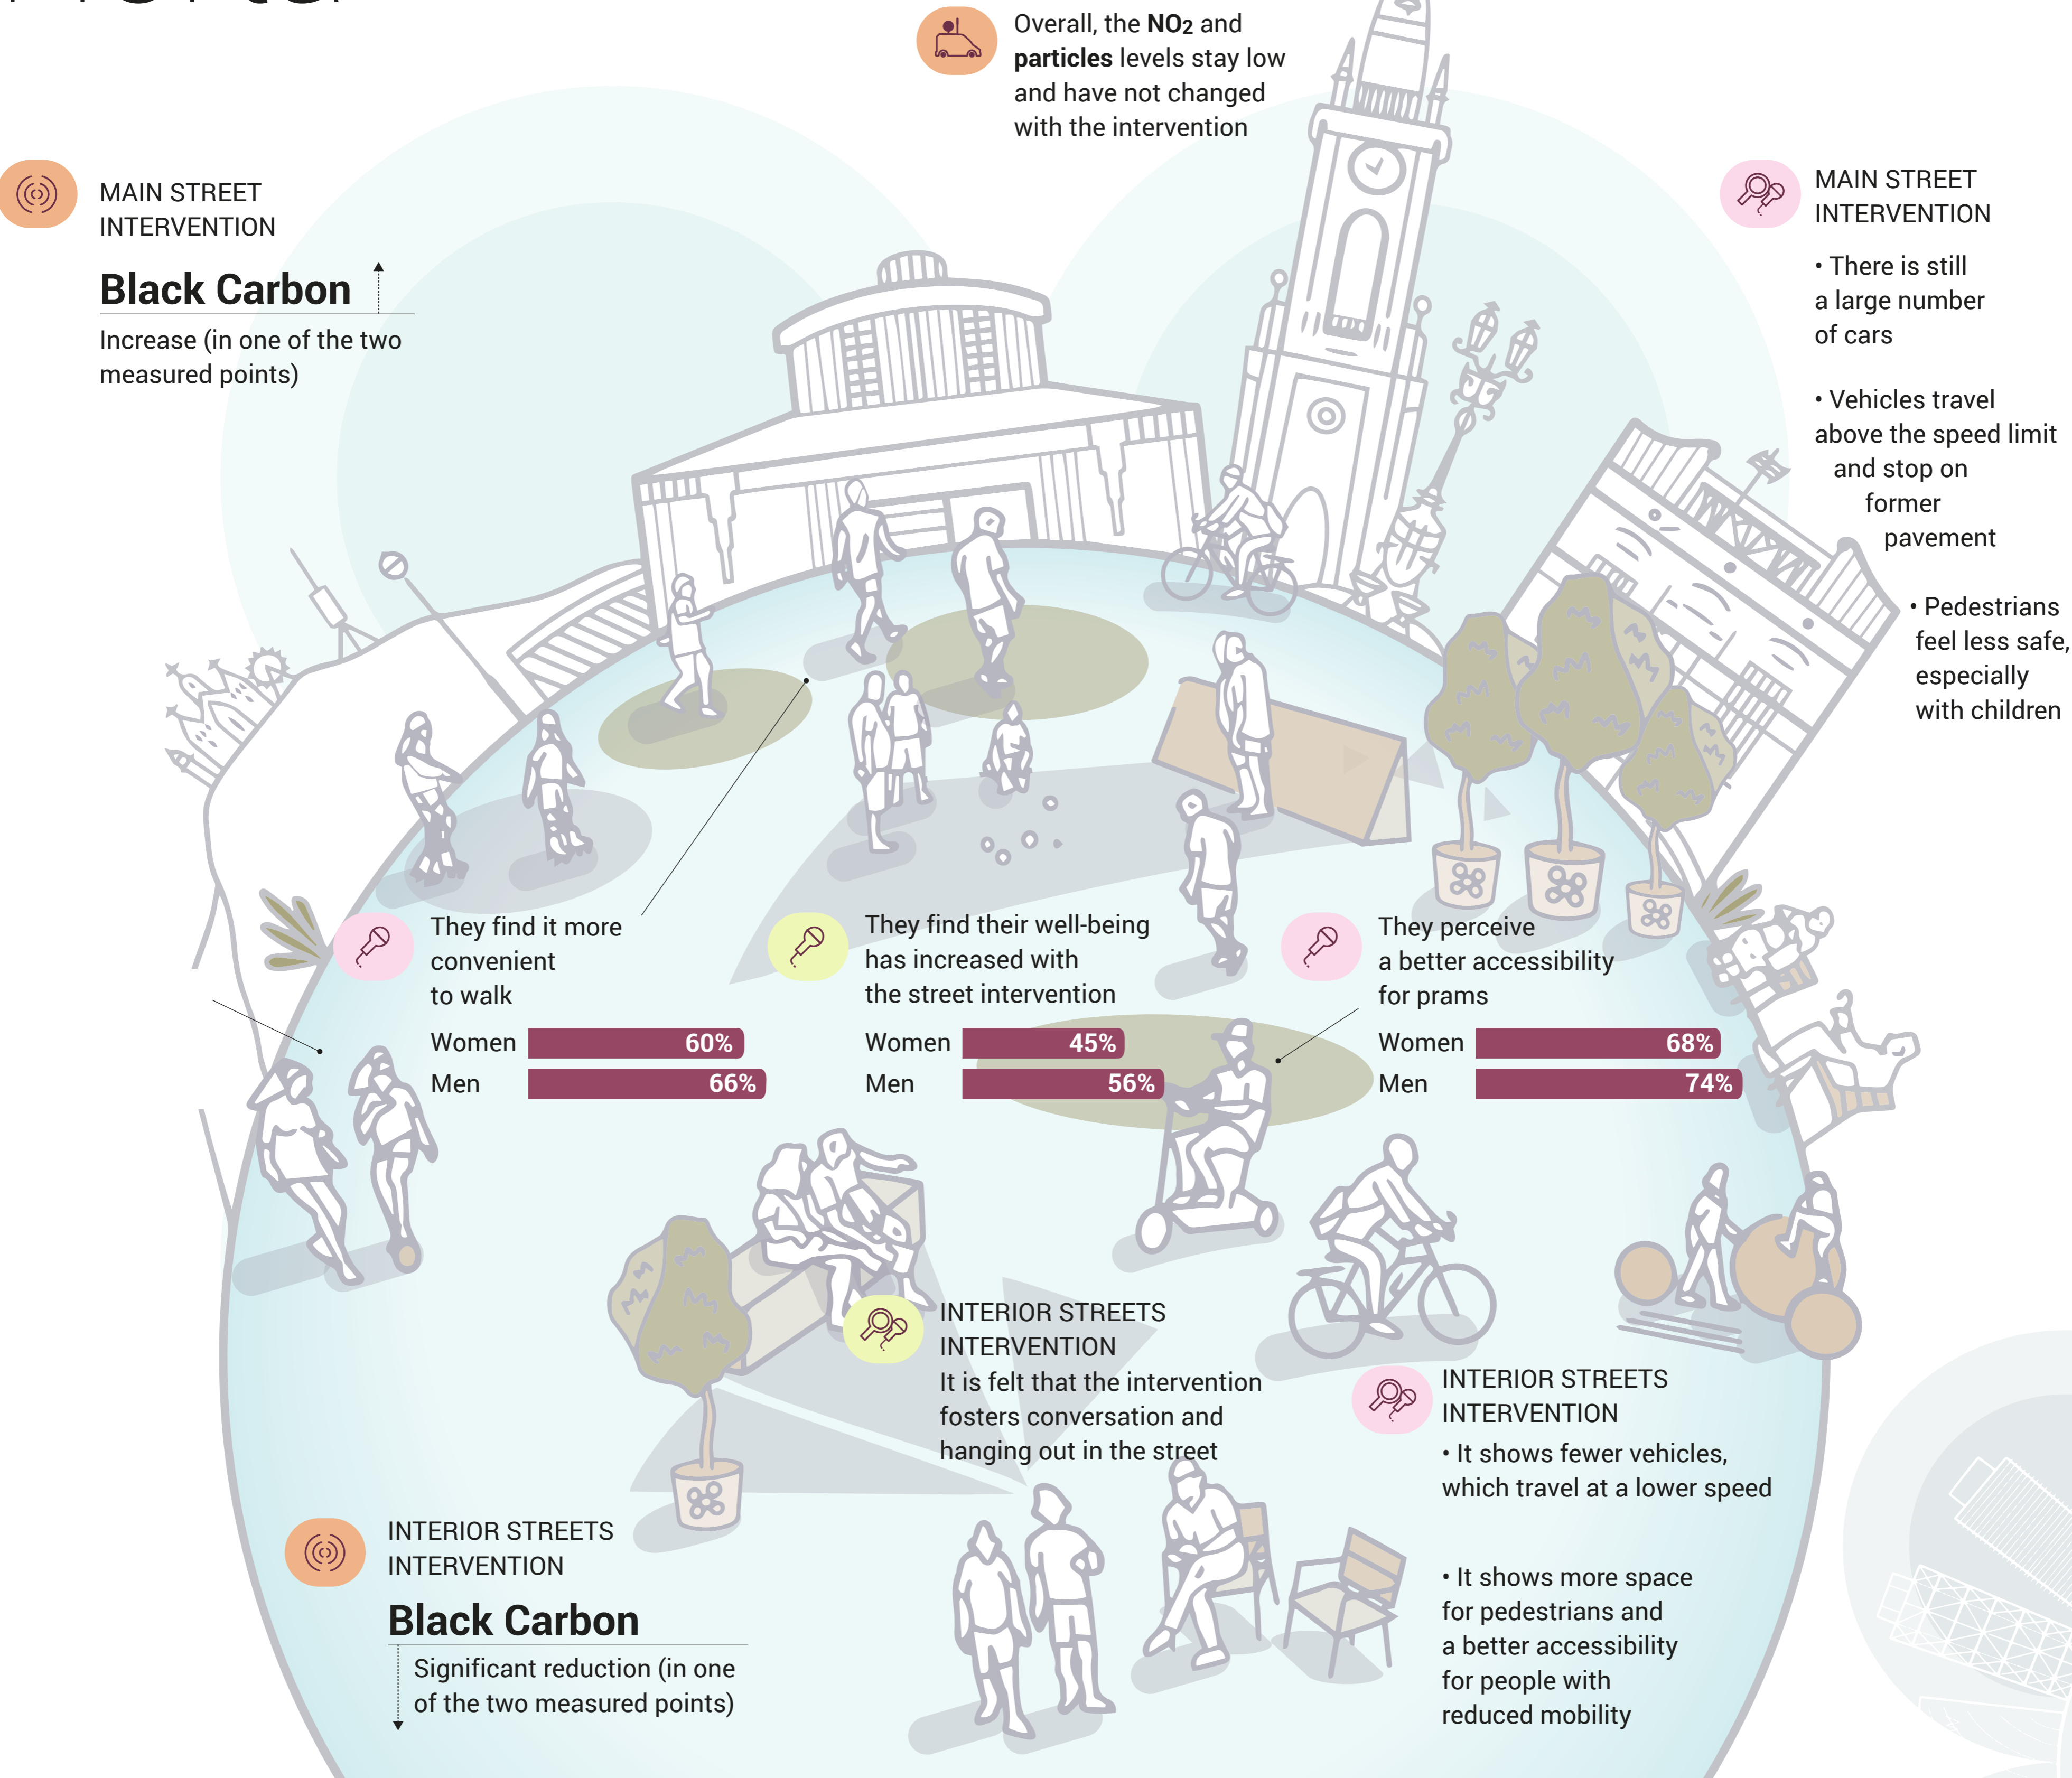 Overall, the NO2 and
particles levels stay low
and have not changed
with the intervention
MAIN STREET
INTERVENTION
Black Carbon
Increase (in one of the two
measured points)
MAIN STREET
INTERVENTION
• There is still
a large number
of cars
• Vehicles travel
above the speed limit
and stop on
former
pavement
• Pedestrians
feel less safe,
especially
with children
They find it more
convenient
to walk
Women 60%
Men 66%
They find their well-being
has increased with
the street intervention
Women 45%
Men 56%
They perceive
a better accessibility
for prams
Women 68%
Men 74%
INTERIOR STREETS
INTERVENTION
It is felt that the intervention
fosters conversation and
hanging out in the street
INTERIOR STREETS
INTERVENTION
• It shows fewer vehicles,
which travel at a lower speed
• It shows more space
for pedestrians and
a better accessibility
for people with
reduced mobility
INTERIOR STREETS
INTERVENTION
Black Carbon
Significant reduction (in one
of the two measured points)